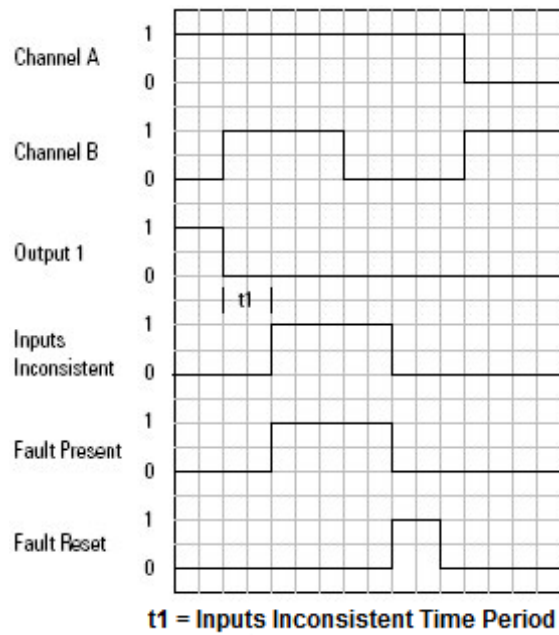 Channel A
1
0
Channel B
1
0
Output 1
1
0
t1
Inputs
Inconsistent
1
0
Fault Present
1
0
Fault Reset
1
0
t1 = Inputs Inconsistent Time Period